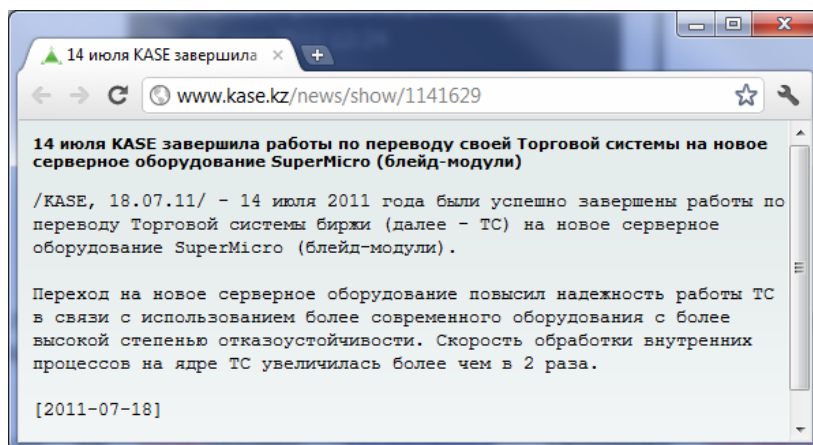 14 июля KASE завершила
www.kase.kz/news/show/1141629
14 июля KASE завершила работы по переводу своей Торговой системы на новое
серверное оборудование SuperMicro (блейд-модули)
/KASE, 18.07.11/ - 14 июля 2011 года были успешно завершены работы по
переводу Торговой системы биржи (далее - ТС) на новое серверное
оборудование SuperMicro (блейд-модули).
Переход на новое серверное оборудование повысил надежность работы ТС
в связи с использованием более современного оборудования с более
высокой степенью отказоустойчивости. Скорость обработки внутренних
процессов на ядре ТС увеличилась более чем в 2 раза.
[2011-07-18]